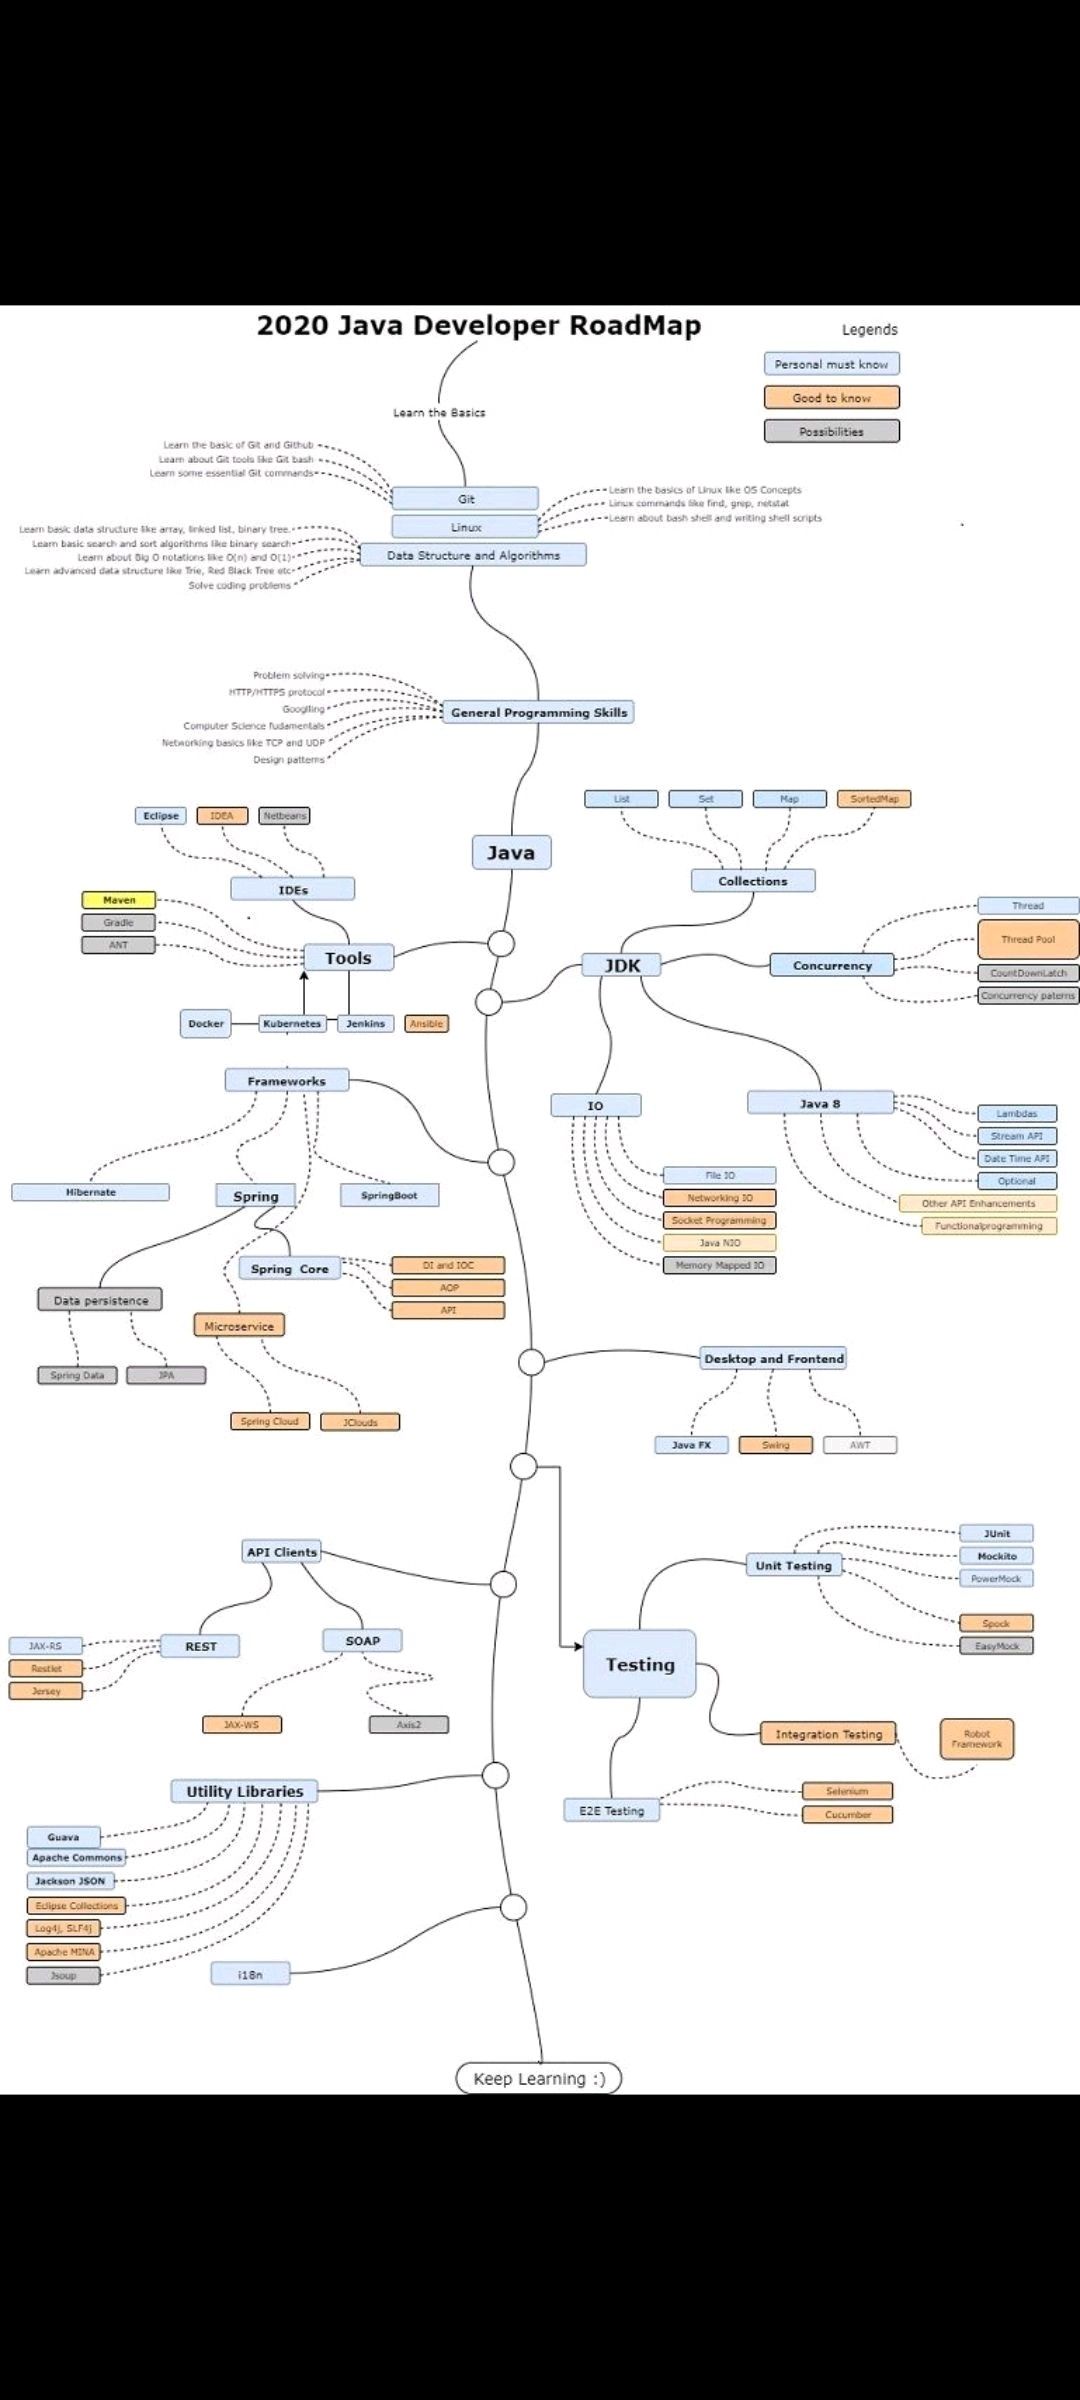 2020 Java Developer RoadMap
Legends
Personal must know
Good to know
Possibilities
Learn the Basics
Learn the basic of Git and Github
Learn about Git tools like Git bash
Learn some essential Git commands
Git
Learn the basics of Linux like OS Concepts
Linux commands like find, grep, netstat
Learn about bash shell and writing shell scripts
Linux
Learn basic data structure like array, linked list, binary tree.
Learn basic search and sort algorithms like binary search
Learn about Big O notations like O(n) and O(1)
Learn advanced data structure like Trie, Red Black Tree etc
Solve coding problems
Data Structure and Algorithms
Problem solving
HTTP/HTTPS protocol
Googlling
Computer Science fudamentals
Networking basics like TCP and UDP
Design patterns
General Programming Skills
Java
Eclipse
IDEA
Netbeans
IDEs
Maven
Gradle
ANT
Tools
Docker
Kubernetes
Jenkins
Ansible
List
Set
Map
SortedMap
Collections
JDK
Concurrency
Thread
Thread Pool
CountDownLatch
Concurrency paterns
IO
File IO
Networking IO
Socket Programming
Java NIO
Memory Mapped IO
Java 8
Lambdas
Stream API
Date Time API
Optional
Other API Enhancements
Functionalprogramming
Frameworks
Hibernate
Spring
SpringBoot
Spring Core
DI and IOC
AOP
API
Data persistence
Spring Data
JPA
Microservice
Spring Cloud
JClouds
Desktop and Frontend
Java FX
Swing
AWT
API Clients
REST
JAX-RS
Restlet
Jersey
SOAP
JAX-WS
Axis2
Testing
Unit Testing
JUnit
Mockito
PowerMock
Spock
EasyMock
Integration Testing
Robot
Framework
E2E Testing
Selenium
Cucumber
Utility Libraries
Guava
Apache Commons
Jackson JSON
Eclipse Collections
Log4j, SLF4j
Apache MINA
Jsoup
i18n
Keep Learning :)